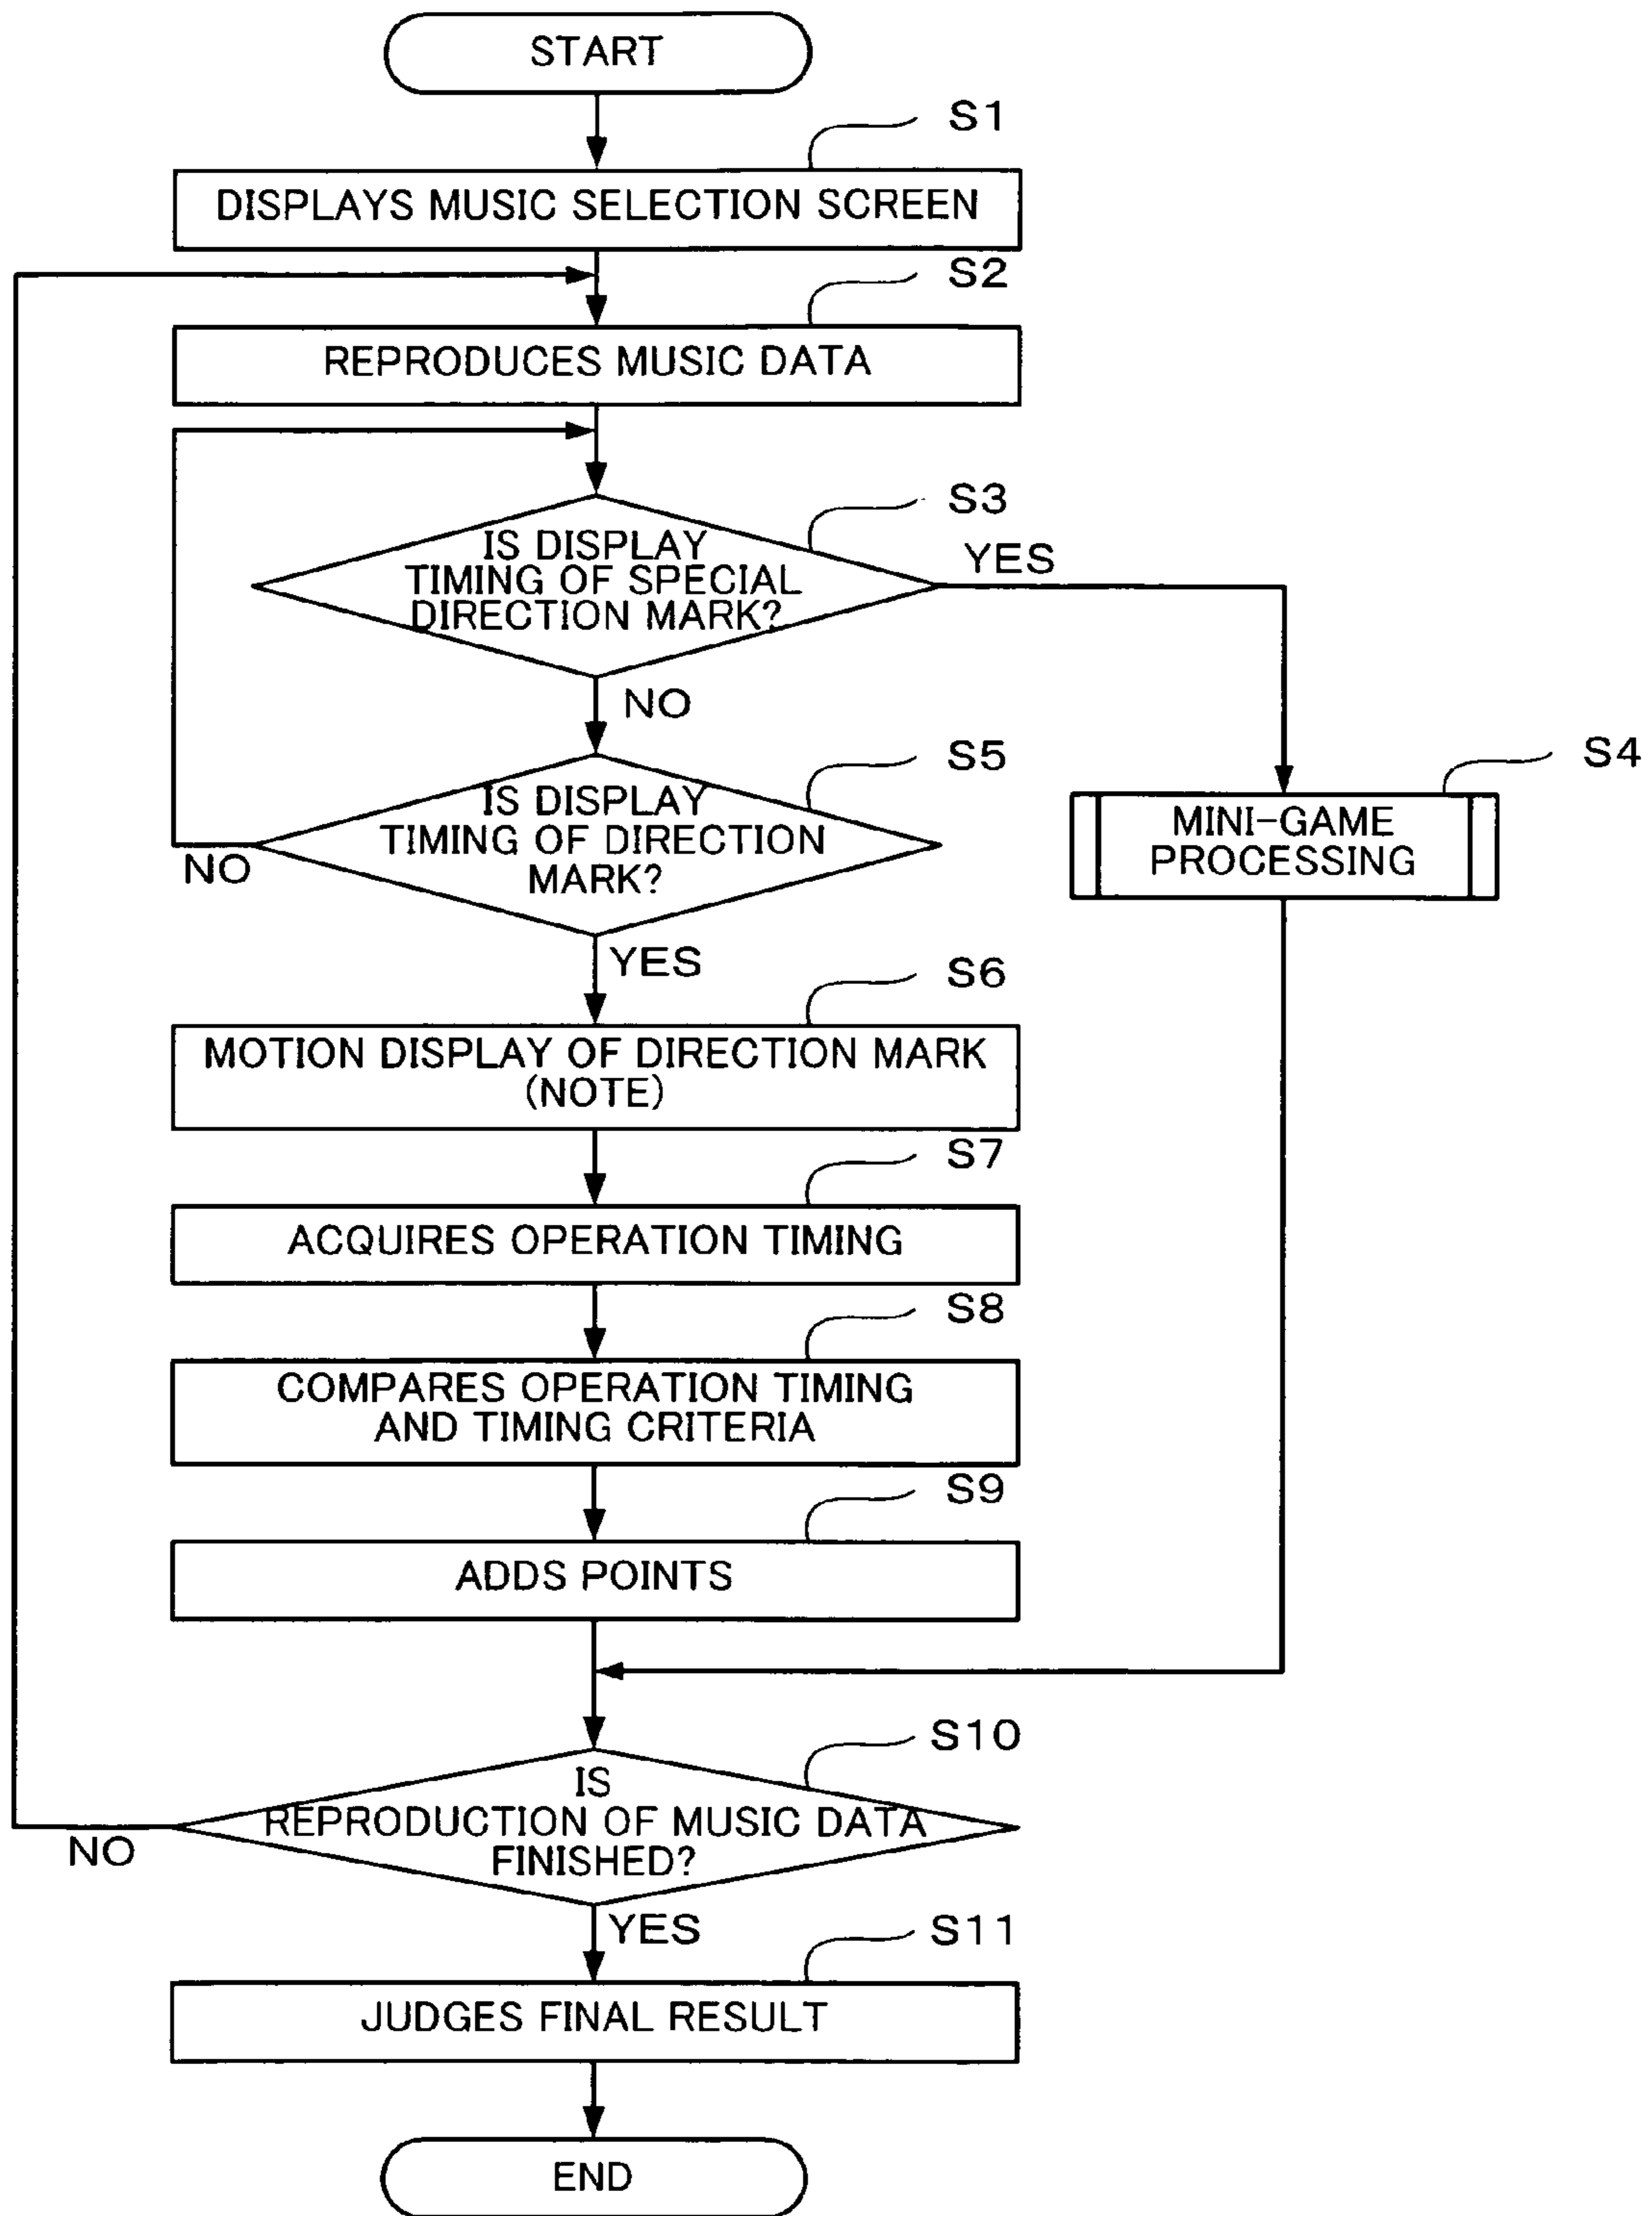 START
S1
DISPLAYS MUSIC SELECTION SCREEN
S2
REPRODUCES MUSIC DATA
S3
IS DISPLAY
TIMING OF SPECIAL
DIRECTION MARK?
YES
NO
S4
MINI-GAME
PROCESSING
S5
IS DISPLAY
TIMING OF DIRECTION
MARK?
NO
YES
S6
MOTION DISPLAY OF DIRECTION MARK
(NOTE)
S7
ACQUIRES OPERATION TIMING
S8
COMPARES OPERATION TIMING
AND TIMING CRITERIA
S9
ADDS POINTS
S10
IS
REPRODUCTION OF MUSIC DATA
FINISHED?
NO
YES
S11
JUDGES FINAL RESULT
END